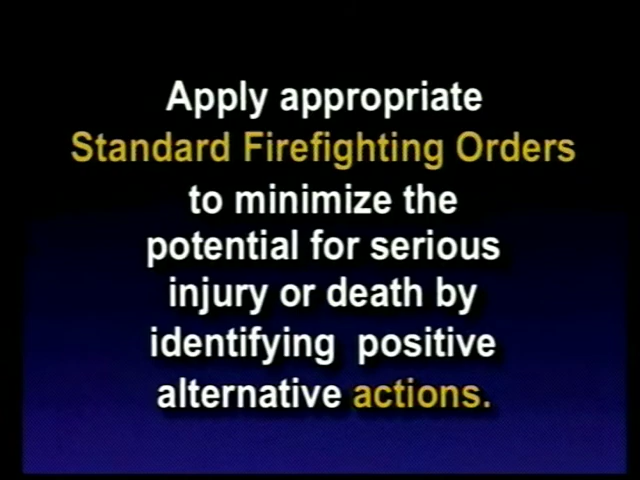 Apply appropriate
Standard Firefighting Orders
to minimize the
potential for serious
injury or death by
identifying positive
alternative actions.